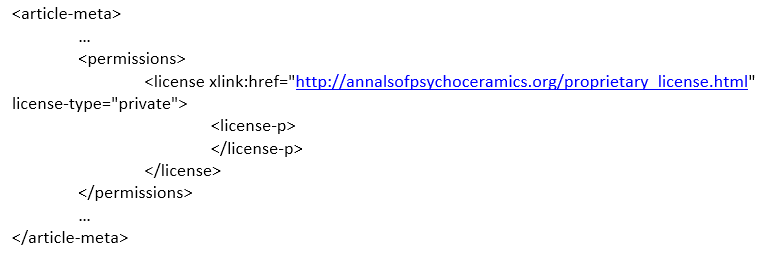 <article-meta>
...
<permissions>
<license xlink:href="http://annalsofpsychoceramics.org/proprietary_license.html"
license-type="private">
<license-p>
</license-p>
</license>
</permissions>
...
</article-meta>